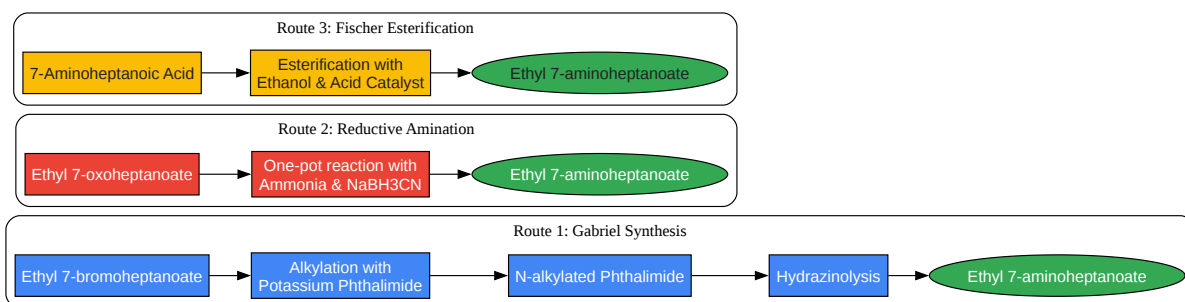 Route 3: Fischer Esterification
7-Aminoheptanoic Acid
Esterification with
Ethanol & Acid Catalyst
Ethyl 7-aminoheptanoate
Route 2: Reductive Amination
Ethyl 7-oxoheptanoate
One-pot reaction with
Ammonia & NaBH3CN
Ethyl 7-aminoheptanoate
Route 1: Gabriel Synthesis
Ethyl 7-bromoheptanoate
Alkylation with
Potassium Phthalimide
N-alkylated Phthalimide
Hydrazinolysis
Ethyl 7-aminoheptanoate